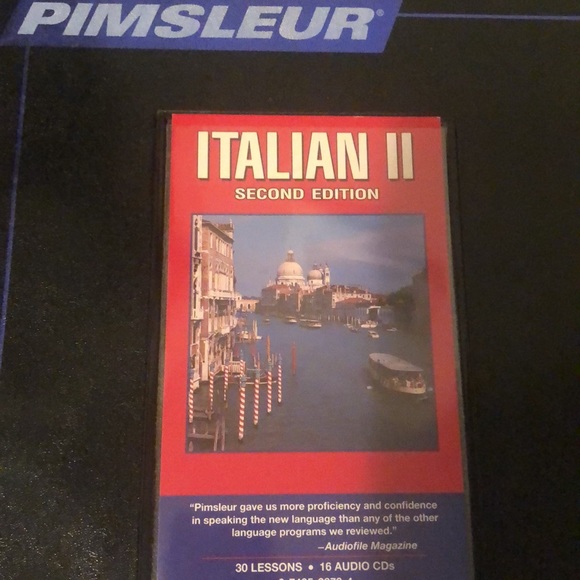 PIMSLEUR®
ITALIAN II
SECOND EDITION
"Pimsleur gave us more proficiency and confidence
in speaking the new language than any of the other
language programs we reviewed."
–Audiofile Magazine
30 LESSONS • 16 AUDIO CDs